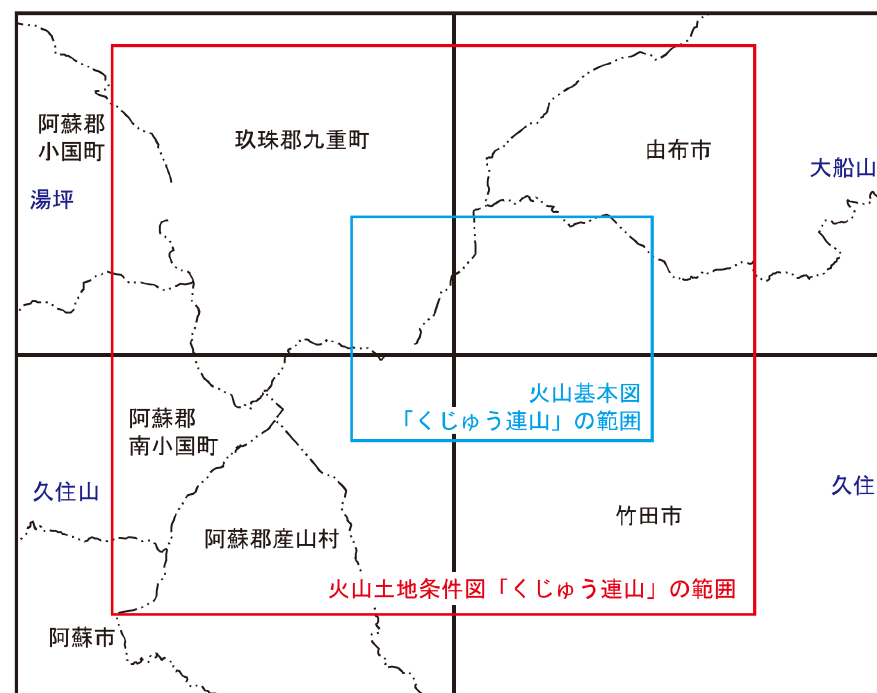 阿蘇郡
小国町
玖珠郡九重町
由布市
大船山
湯坪
火山基本図
「くじゅう連山」の範囲
阿蘇郡
南小国町
久住山
久住
竹田市
阿蘇郡産山村
火山土地条件図「くじゅう連山」の範囲
阿蘇市